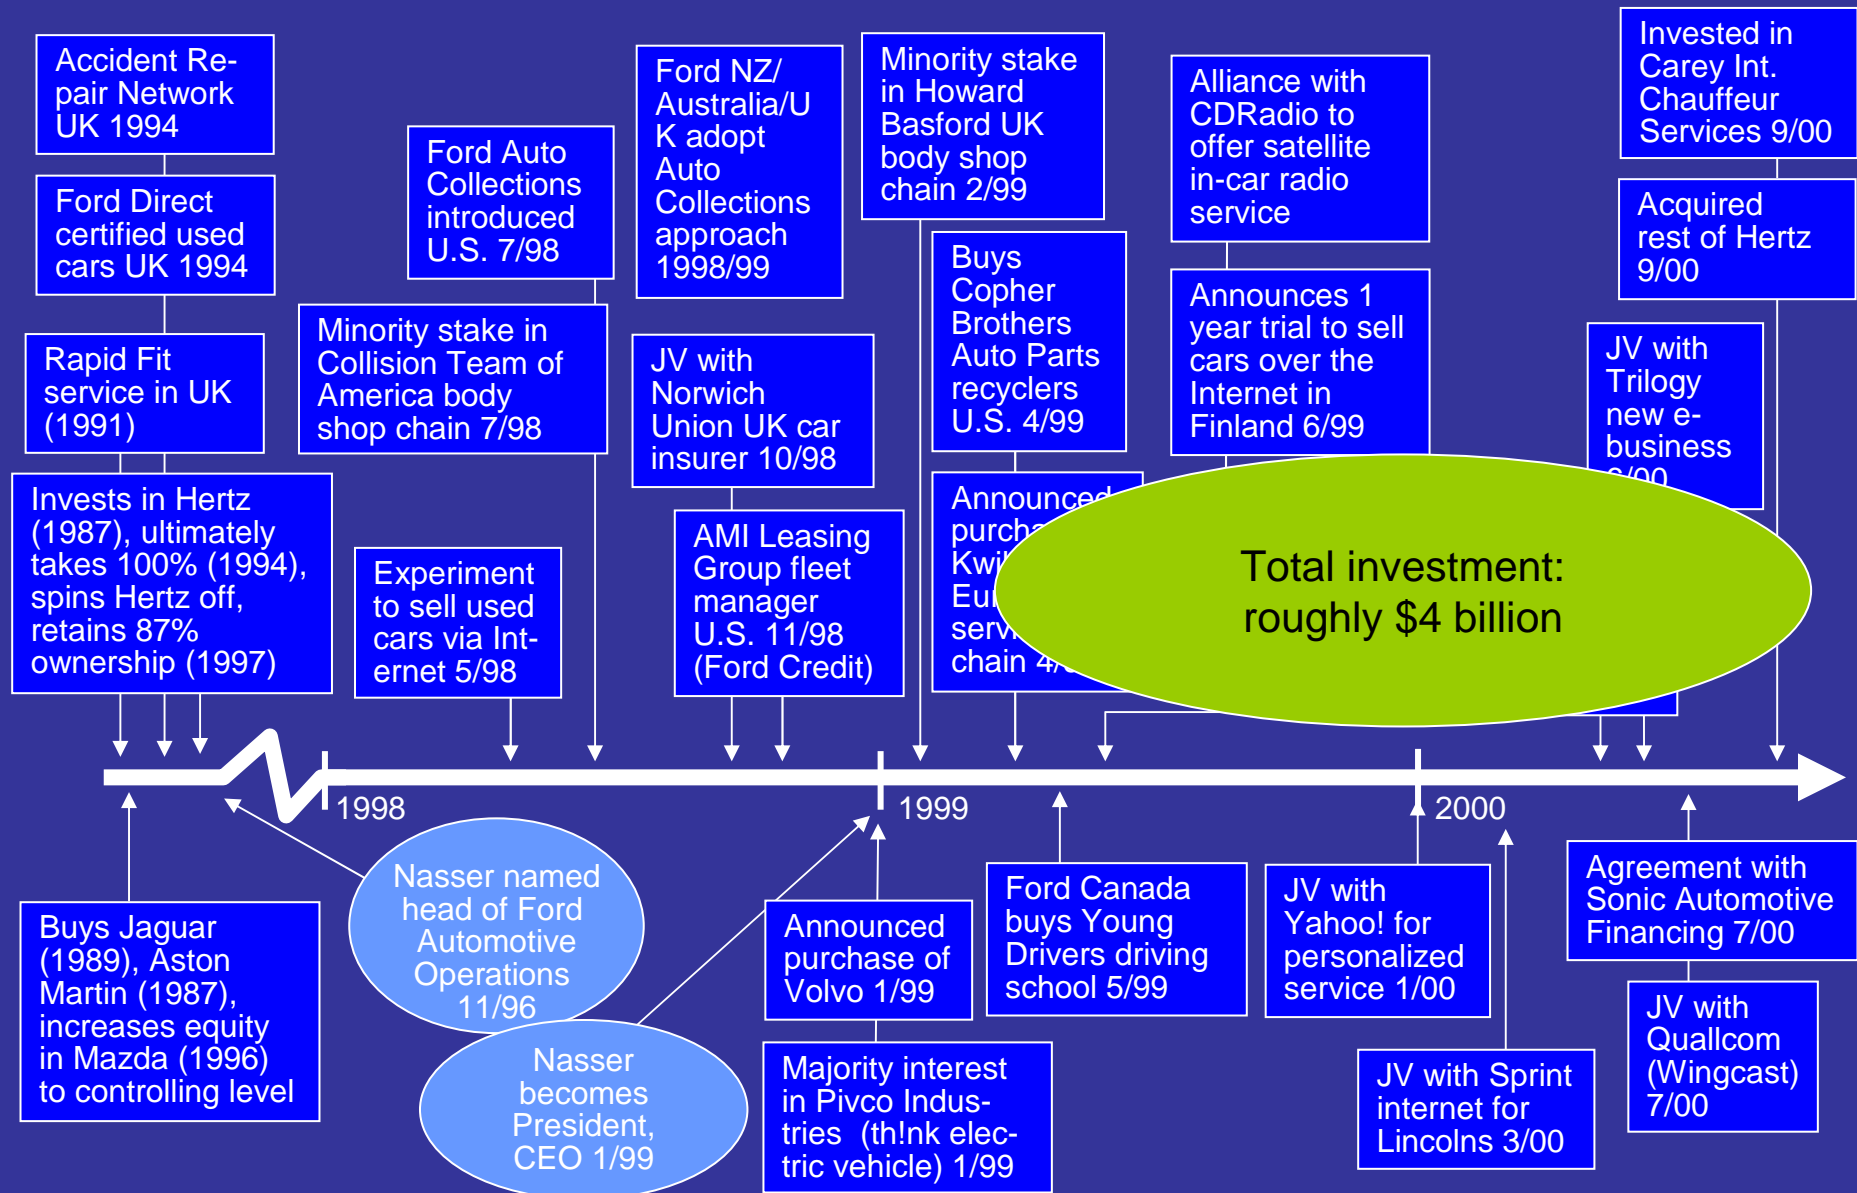 Accident Re-
pair Network
UK 1994
Ford Direct
certified used
cars UK 1994
Rapid Fit
service in UK
(1991)
Invests in Hertz
(1987), ultimately
takes 100% (1994),
spins Hertz off,
retains 87%
ownership (1997)
Ford Auto
Collections
introduced
U.S. 7/98
Minority stake in
Collision Team of
America body
shop chain 7/98
Experiment
to sell used
cars via Int-
ernet 5/98
Ford NZ/
Australia/U
K adopt
Auto
Collections
approach
1998/99
JV with
Norwich
Union UK car
insurer 10/98
AMI Leasing
Group fleet
manager
U.S. 11/98
(Ford Credit)
Minority stake
in Howard
Basford UK
body shop
chain 2/99
Buys
Copher
Brothers
Auto Parts
recyclers
U.S. 4/99
Announced
chain
Alliance with
CDRadio to
offer satellite
in-car radio
service
Announces 1
year trial to sell
cars over the
Internet in
Finland 6/99
Invested in
Carey Int.
Chauffeur
Services 9/00
Acquired
rest of Hertz
9/00
JV with
Trilogy
new e-
business
Total investment:
roughly $4 billion
1998
1999
2000
Buys Jaguar
(1989), Aston
Martin (1987),
increases equity
in Mazda (1996)
to controlling level
Nasser named
head of Ford
Automotive
Operations
11/96
Nasser
becomes
President,
CEO 1/99
Announced
purchase of
Volvo 1/99
Majority interest
in Pivco Indus-
tries (th!nk elec-
tric vehicle) 1/99
Ford Canada
buys Young
Drivers driving
school 5/99
JV with
Yahoo! for
personalized
service 1/00
JV with Sprint
internet for
Lincolns 3/00
Agreement with
Sonic Automotive
Financing 7/00
JV with
Quallcom
(Wingcast)
7/00